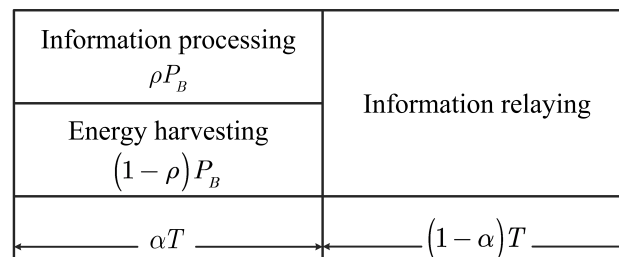 Information processing
ρP_B
Information relaying
Energy harvesting
(1 − ρ)P_B
αT
(1 − α)T